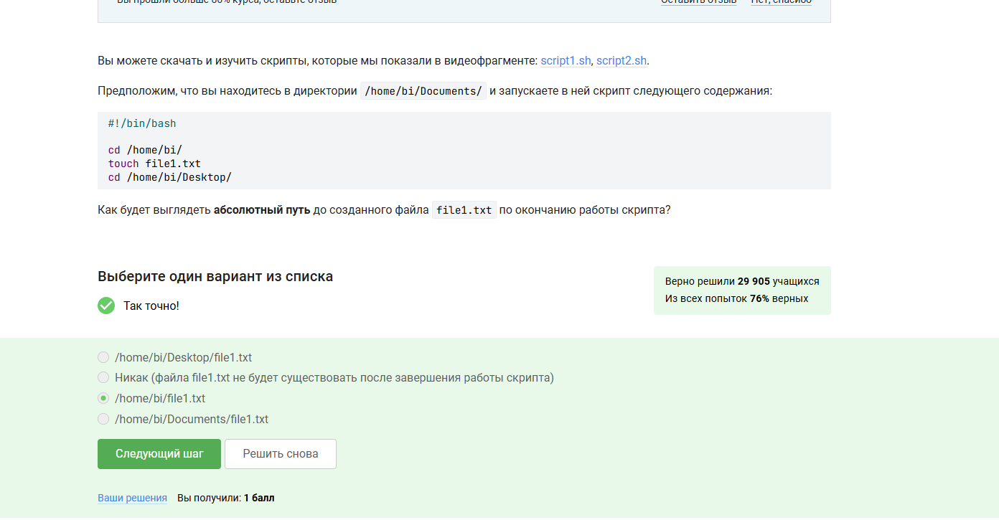 Вы прошли больше 80% курса, оставьте отзыв Оставить отзыв Нет, спасибо
Вы можете скачать и изучить скрипты, которые мы показали в видеофрагменте: script1.sh, script2.sh.
Предположим, что вы находитесь в директории /home/bi/Documents/ и запускаете в ней скрипт следующего содержания:
#!/bin/bash
cd /home/bi/
touch file1.txt
cd /home/bi/Desktop/
Как будет выглядеть абсолютный путь до созданного файла file1.txt по окончанию работы скрипта?
Выберите один вариант из списка
Так точно!
Верно решили 29 905 учащихся
Из всех попыток 76% верных
/home/bi/Desktop/file1.txt
Никак (файла file1.txt не будет существовать после завершения работы скрипта)
/home/bi/file1.txt
/home/bi/Documents/file1.txt
Следующий шаг Решить снова
Ваши решения Вы получили: 1 балл